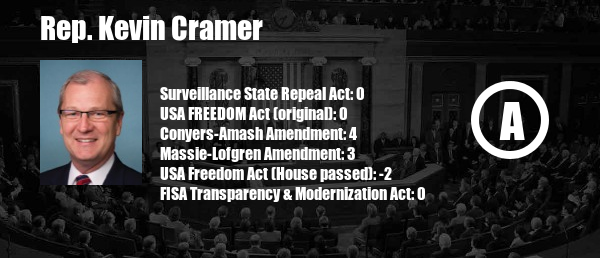 Rep. Kevin Cramer
Surveillance State Repeal Act: 0
USA FREEDOM Act (original): 0
Conyers-Amash Amendment: 4
Massie-Lofgren Amendment: 3
USA Freedom Act (House passed): -2
FISA Transparency & Modernization Act: 0
A